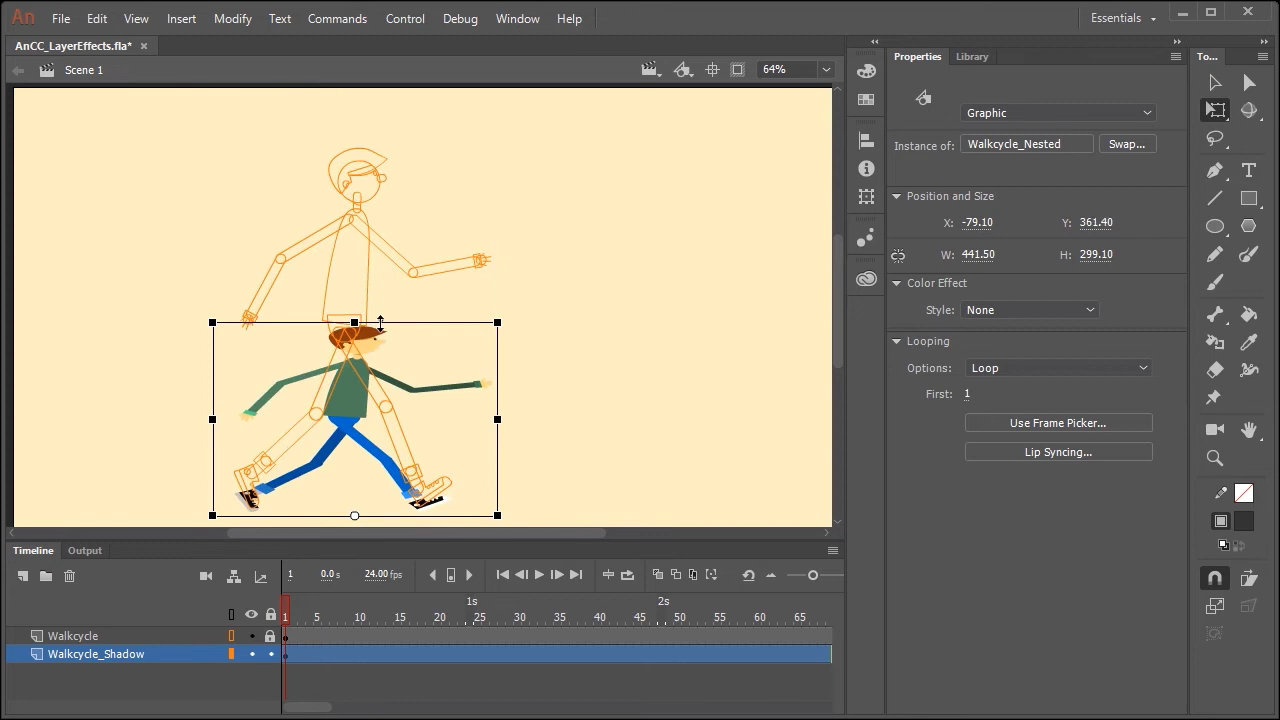 An File Edit View Insert Modify Text Commands Control Debug Window Help Essentials
AnCC_LayerEffects.fla*
Scene 1 64%
Properties Library To...
Graphic
Instance of: Walkcycle_Nested Swap...
Position and Size
X: -79.10 Y: 361.40
W: 441.50 H: 299.10
Color Effect
Style: None
Looping
Options: Loop
First: 1
Use Frame Picker...
Lip Syncing...
Timeline Output
1 0.0 s 24.00 fps
1s 2s
1 5 10 15 20 25 30 35 40 45 50 55 60 65
Walkcycle
Walkcycle_Shadow